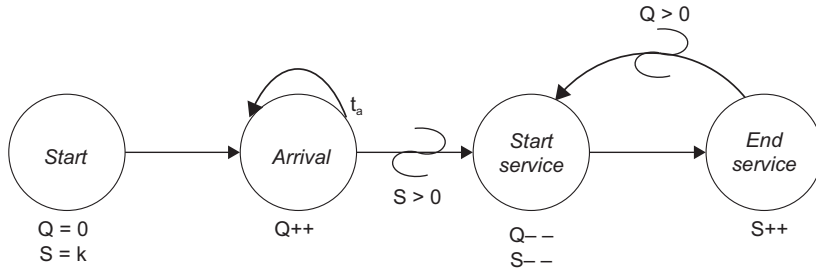 Q > 0
t_a
Start
Arrival
Start
service
End
service
S > 0
Q = 0
S = k
Q++
Q– –
S– –
S++